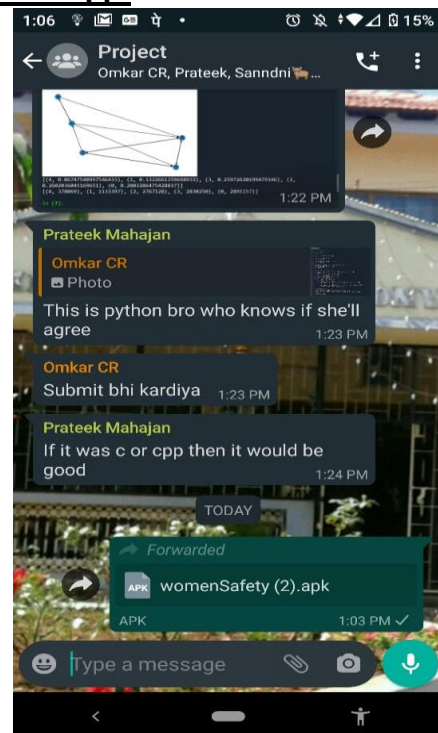 1:06 पे • 15%
Project
Omkar CR, Prateek, Sanndni🐂...
1:22 PM
Prateek Mahajan
Omkar CR
Photo
This is python bro who knows if she'll
agree
1:23 PM
Omkar CR
Submit bhi kardiya 1:23 PM
Prateek Mahajan
If it was c or cpp then it would be
good
1:24 PM
TODAY
Forwarded
APK womenSafety (2).apk
APK 1:03 PM
Type a message